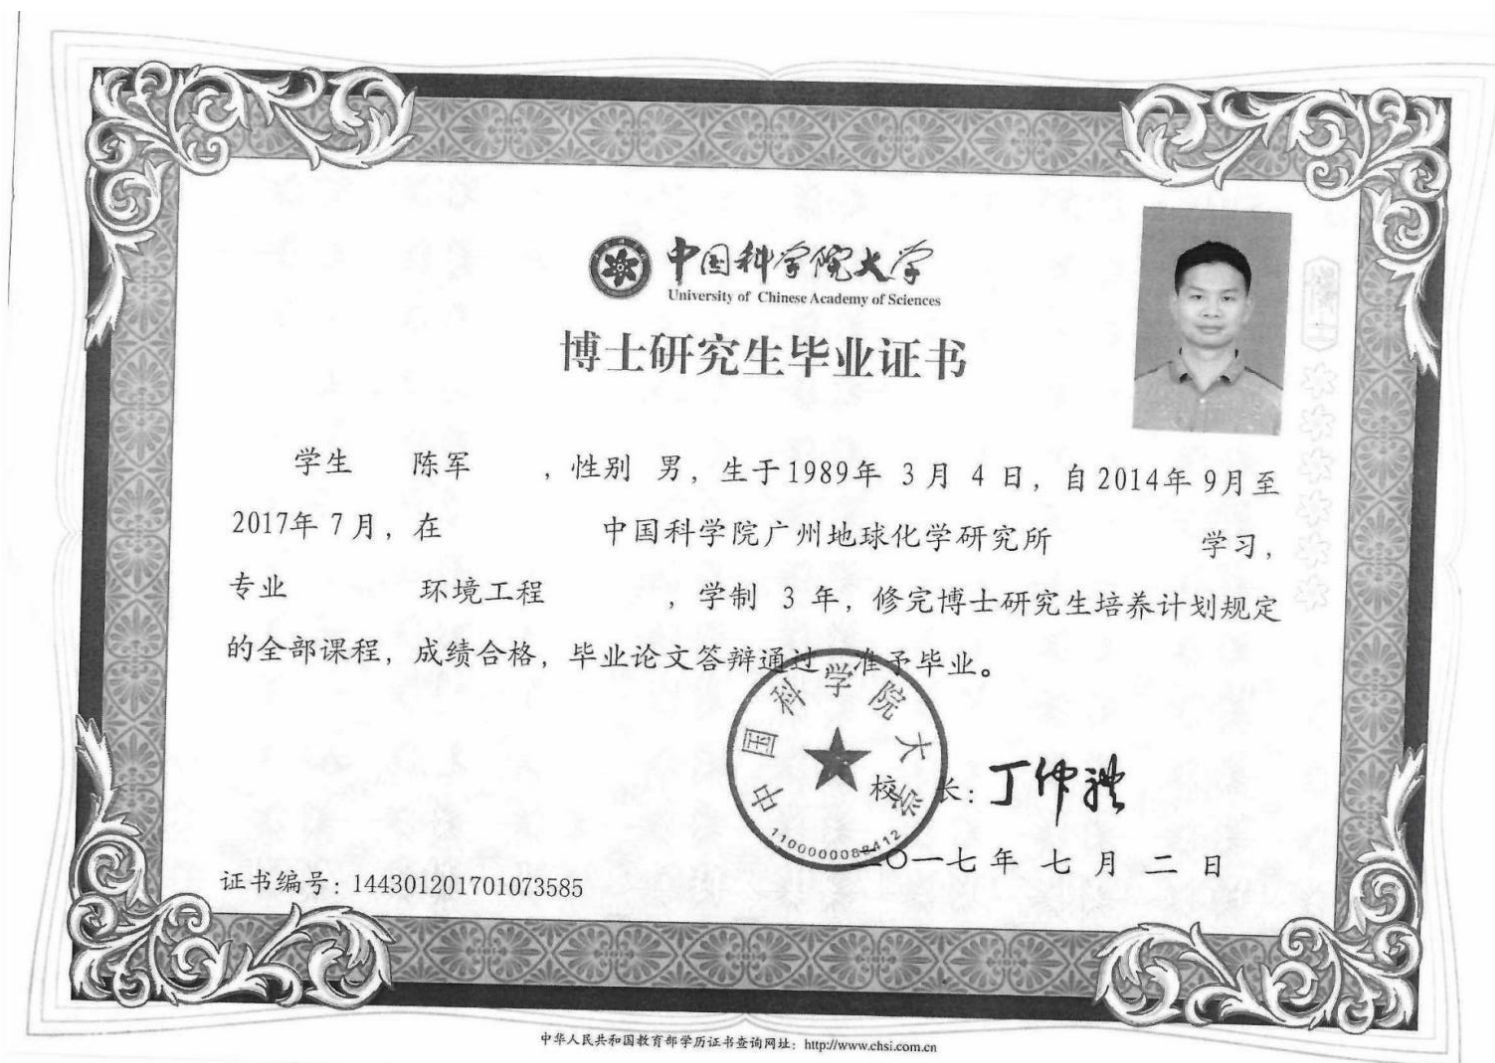 中国科学院大学
University of Chinese Academy of Sciences
博士研究生毕业证书
博士
学生 陈军 ，性别 男，生于1989年 3月 4日，自2014年 9月至
2017年 7月，在 中国科学院广州地球化学研究所 学习，
专业 环境工程 ，学制 3 年，修完博士研究生培养计划规定
的全部课程，成绩合格，毕业论文答辩通过，准予毕业。
中国科学院大学
校 长：丁仲礼
二〇一七年 七月 二日
证书编号：144301201701073585
中华人民共和国教育部学历证书查询网址：http://www.chsi.com.cn